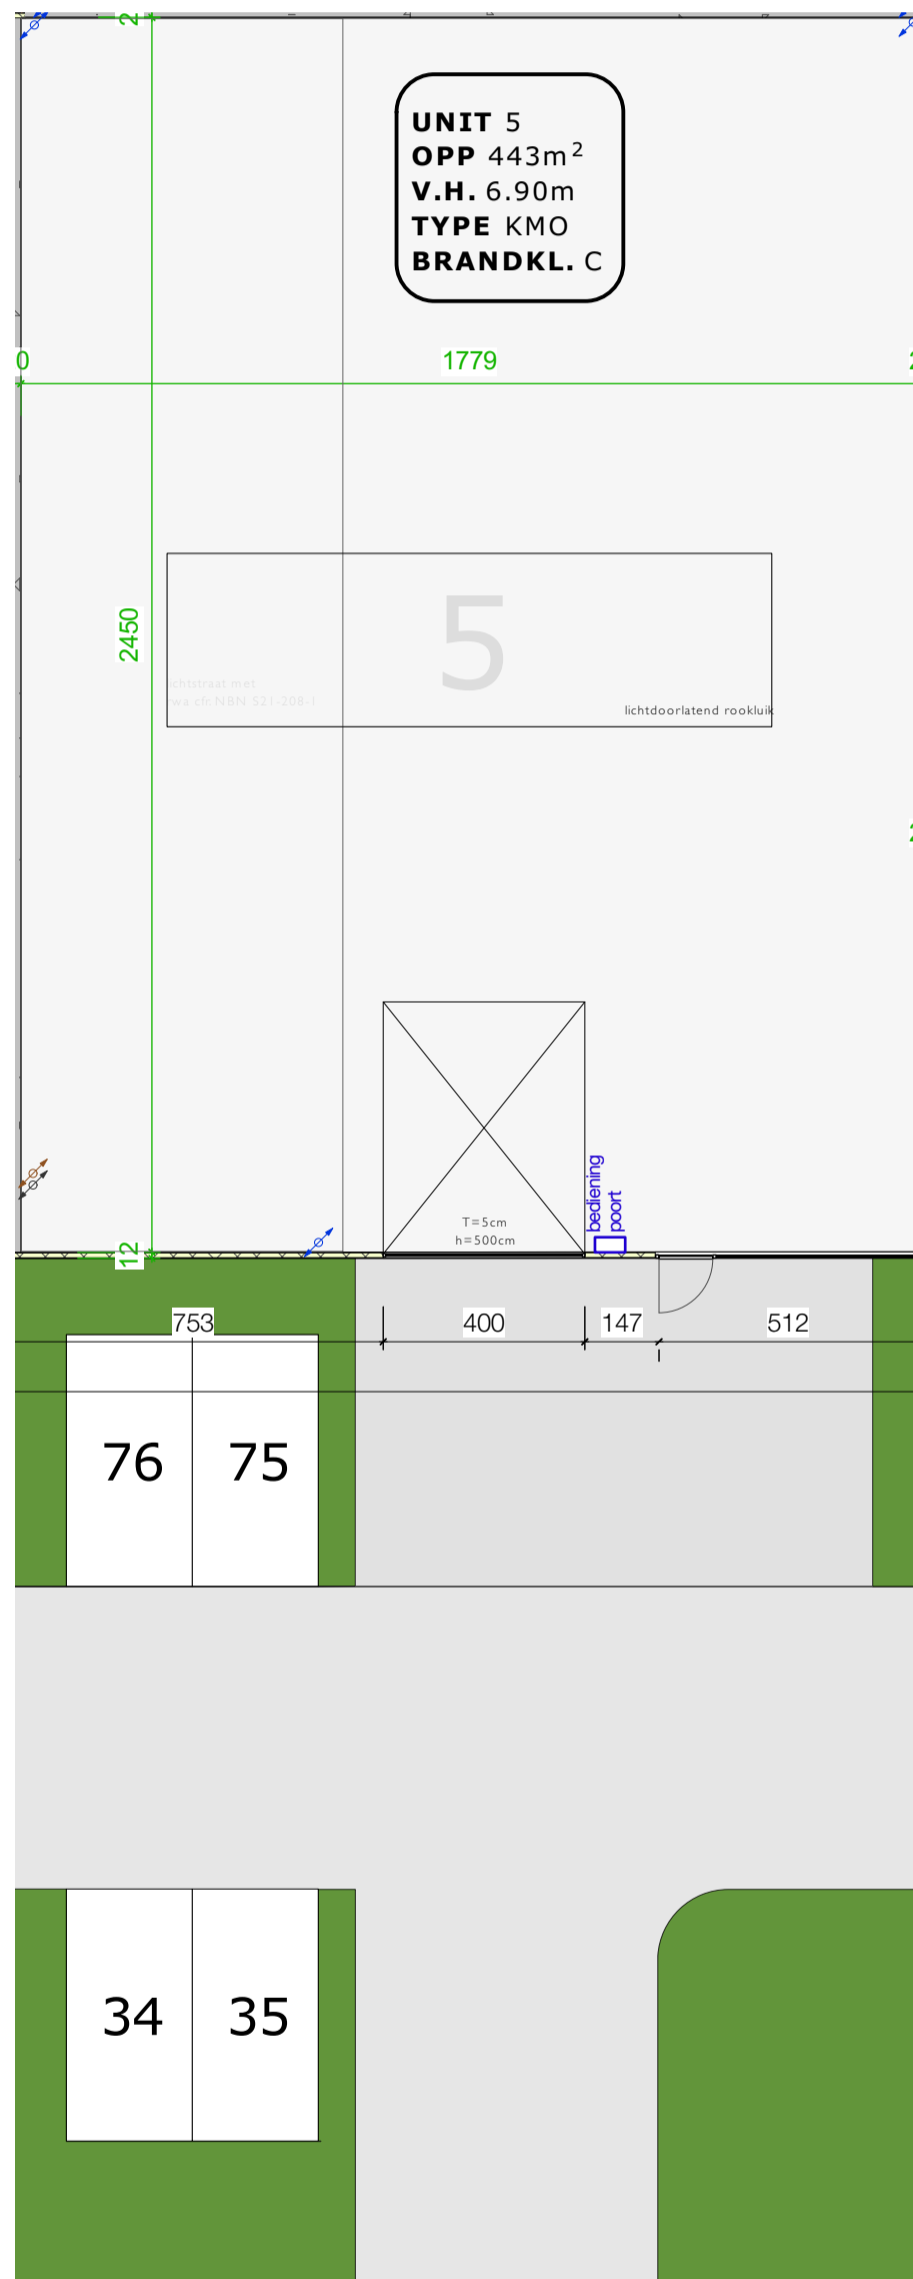 2
UNIT 5
OPP 443m²
V.H. 6.90m
TYPE KMO
BRANDKL. C
0
1779
2450
5
lichtdoorlatend rookluik
bediening
poort
T=5cm
h=500cm
12
753
400
147
512
76
75
34
35